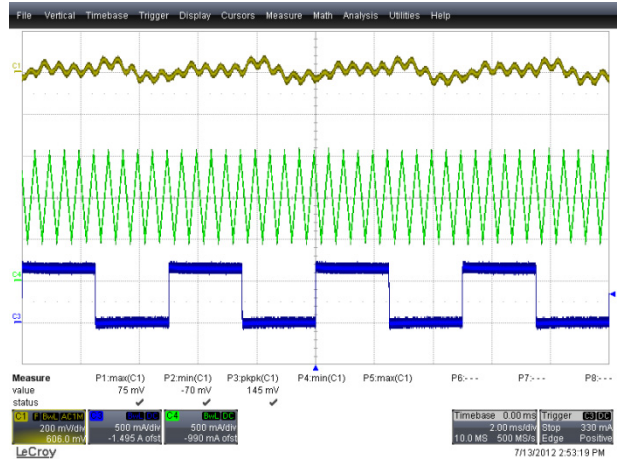 File Vertical Timebase Trigger Display Cursors Measure Math Analysis Utilities Help
C1
C4
C3
Measure P1:max(C1) P2:min(C1) P3:pkpk(C1) P4:min(C1) P5:max(C1) P6:- - - P7:- - - P8:- - -
value 75 mV -70 mV 145 mV
status
C1 F BwL AC1M
200 mV/div
606.0 mV
BwL DC
500 mA/div
-1.495 A ofst
C4 BwL DC
500 mA/div
-990 mA ofst
Timebase 0.00 ms
2.00 ms/div
10.0 MS 500 MS/s
Trigger C3 DC
Stop 330 mA
Edge Positive
LeCroy
7/13/2012 2:53:19 PM